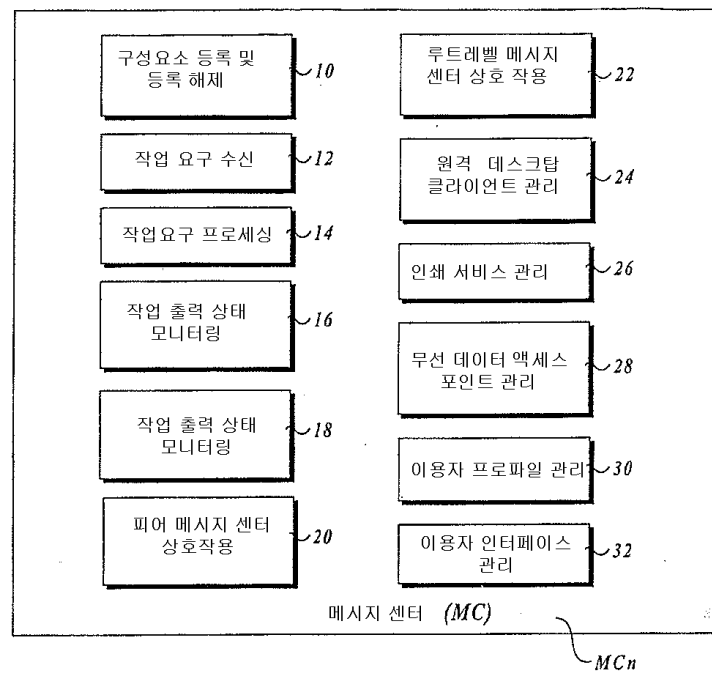 구성요소 등록 및
등록 해제
10
작업 요구 수신
12
작업요구 프로세싱
14
작업 출력 상태
모니터링
16
작업 출력 상태
모니터링
18
피어 메시지 센터
상호작용
20
루트레벨 메시지
센터 상호 작용
22
원격 데스크탑
클라이언트 관리
24
인쇄 서비스 관리
26
무선 데이터 액세스
포인트 관리
28
이용자 프로파일 관리
30
이용자 인터페이스
관리
32
메시지 센터 (MC)
MCn